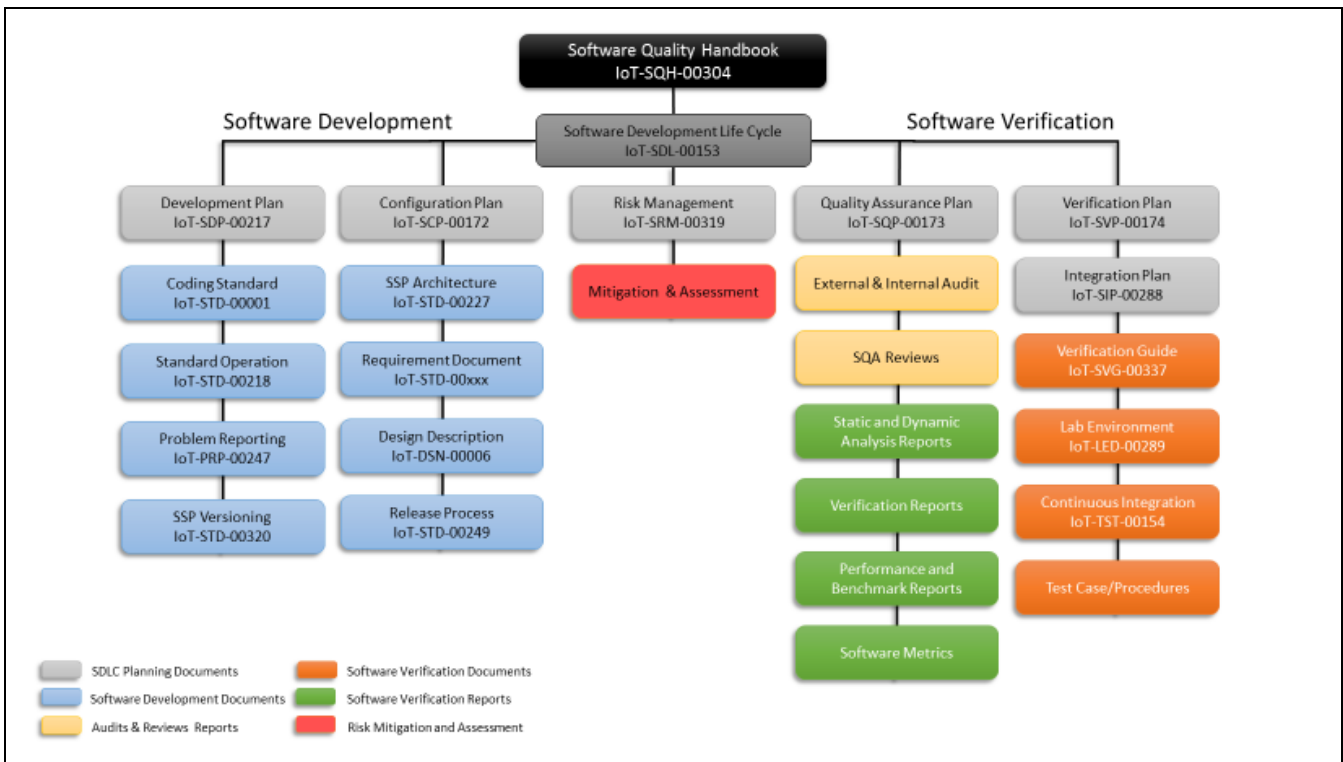 Software Quality Handbook
IoT-SQH-00304
Software Development
Software Verification
Software Development Life Cycle
IoT-SDL-00153
Development Plan
IoT-SDP-00217
Configuration Plan
IoT-SCP-00172
Risk Management
IoT-SRM-00319
Quality Assurance Plan
IoT-SQP-00173
Verification Plan
IoT-SVP-00174
Coding Standard
IoT-STD-00001
SSP Architecture
IoT-STD-00227
Mitigation & Assessment
External & Internal Audit
Integration Plan
IoT-SIP-00288
Standard Operation
IoT-STD-00218
Requirement Document
IoT-STD-00xxx
SQA Reviews
Verification Guide
IoT-SVG-00337
Problem Reporting
IoT-PRP-00247
Design Description
IoT-DSN-00006
Static and Dynamic
Analysis Reports
Lab Environment
IoT-LED-00289
SSP Versioning
IoT-STD-00320
Release Process
IoT-STD-00249
Verification Reports
Continuous Integration
IoT-TST-00154
Performance and
Benchmark Reports
Test Case/Procedures
Software Metrics
SDLC Planning Documents
Software Verification Documents
Software Development Documents
Software Verification Reports
Audits & Reviews Reports
Risk Mitigation and Assessment